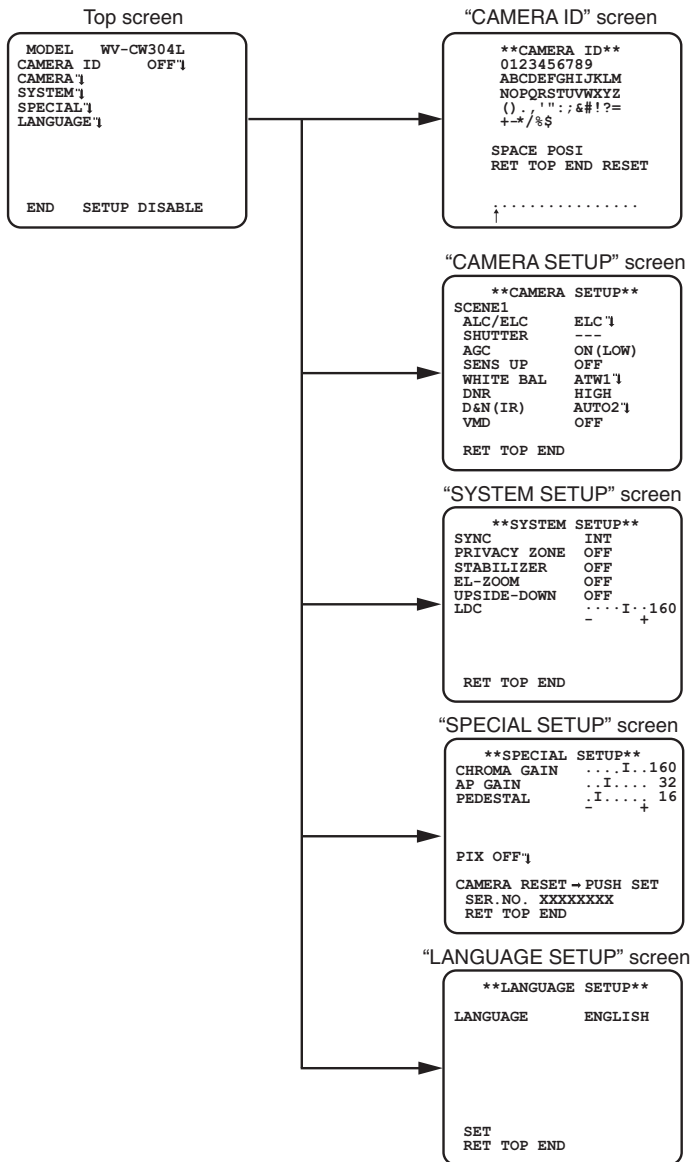 Top screen
MODEL WV-CW304L
CAMERA ID OFF
CAMERA
SYSTEM
SPECIAL
LANGUAGE
END SETUP DISABLE
“CAMERA ID” screen
**CAMERA ID**
0123456789
ABCDEFGHIJKLM
NOPQRSTUVWXYZ
().,'":;&#!?=
+-*/%$
SPACE POSI
RET TOP END RESET
................
↑
“CAMERA SETUP” screen
**CAMERA SETUP**
SCENE1
ALC/ELC ELC
SHUTTER ---
AGC ON(LOW)
SENS UP OFF
WHITE BAL ATW1
DNR HIGH
D&N(IR) AUTO2
VMD OFF
RET TOP END
“SYSTEM SETUP” screen
**SYSTEM SETUP**
SYNC INT
PRIVACY ZONE OFF
STABILIZER OFF
EL-ZOOM OFF
UPSIDE-DOWN OFF
LDC ····I··160
- +
RET TOP END
“SPECIAL SETUP” screen
**SPECIAL SETUP**
CHROMA GAIN ....I..160
AP GAIN ..I.... 32
PEDESTAL .I..... 16
- +
PIX OFF
CAMERA RESET→PUSH SET
SER.NO. XXXXXXXX
RET TOP END
“LANGUAGE SETUP” screen
**LANGUAGE SETUP**
LANGUAGE ENGLISH
SET
RET TOP END